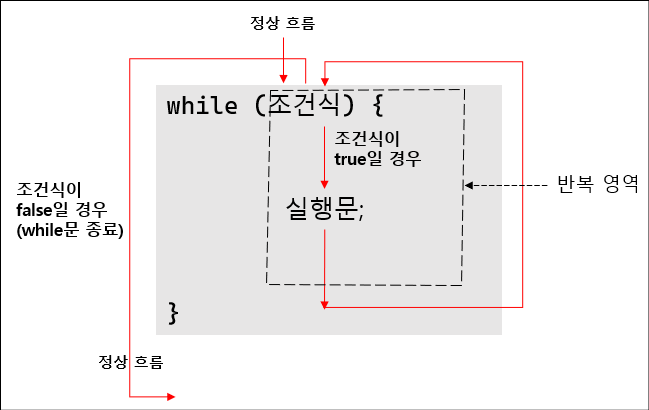 정상 흐름
while (조건식) {
조건식이
true일 경우
조건식이
false일 경우
(while문 종료)
반복 영역
실행문;
}
정상 흐름